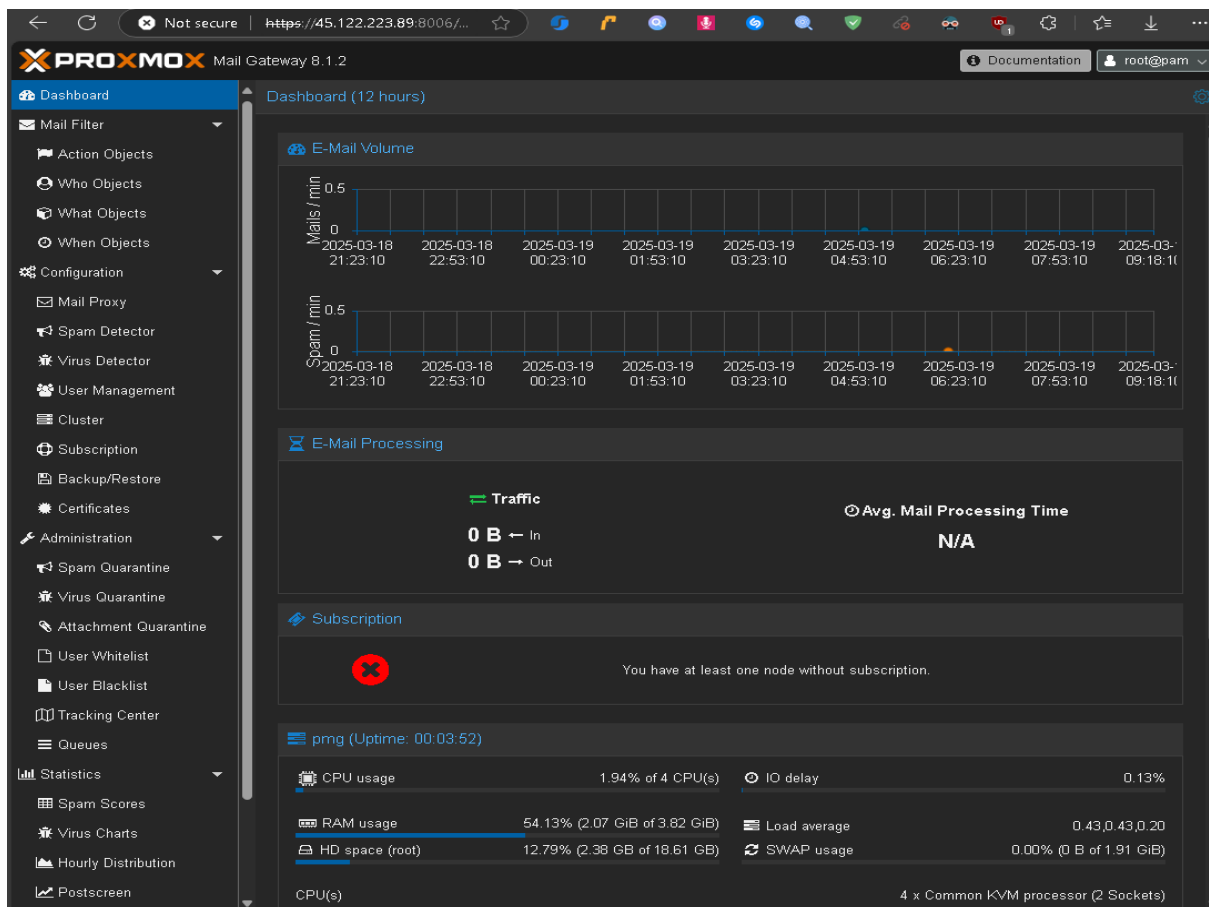 Not secure | https://45.122.223.89:8006/...
PROXMOX Mail Gateway 8.1.2
Documentation
root@pam
Dashboard
Mail Filter
Action Objects
Who Objects
What Objects
When Objects
Configuration
Mail Proxy
Spam Detector
Virus Detector
User Management
Cluster
Subscription
Backup/Restore
Certificates
Administration
Spam Quarantine
Virus Quarantine
Attachment Quarantine
User Whitelist
User Blacklist
Tracking Center
Queues
Statistics
Spam Scores
Virus Charts
Hourly Distribution
Postscreen
Dashboard (12 hours)
E-Mail Volume
Mails / min
0.5
0
2025-03-18 2025-03-18 2025-03-19 2025-03-19 2025-03-19 2025-03-19 2025-03-19 2025-03-19 2025-03-
21:23:10 22:53:10 00:23:10 01:53:10 03:23:10 04:53:10 06:23:10 07:53:10 09:18:1
Spam / min
0.5
0
2025-03-18 2025-03-18 2025-03-19 2025-03-19 2025-03-19 2025-03-19 2025-03-19 2025-03-19 2025-03-
21:23:10 22:53:10 00:23:10 01:53:10 03:23:10 04:53:10 06:23:10 07:53:10 09:18:1
E-Mail Processing
Traffic
0 B ← In
0 B → Out
Avg. Mail Processing Time
N/A
Subscription
You have at least one node without subscription.
pmg (Uptime: 00:03:52)
CPU usage 1.94% of 4 CPU(s)
IO delay 0.13%
RAM usage 54.13% (2.07 GiB of 3.82 GiB)
Load average 0.43,0.43,0.20
HD space (root) 12.79% (2.38 GB of 18.61 GB)
SWAP usage 0.00% (0 B of 1.91 GiB)
CPU(s) 4 x Common KVM processor (2 Sockets)